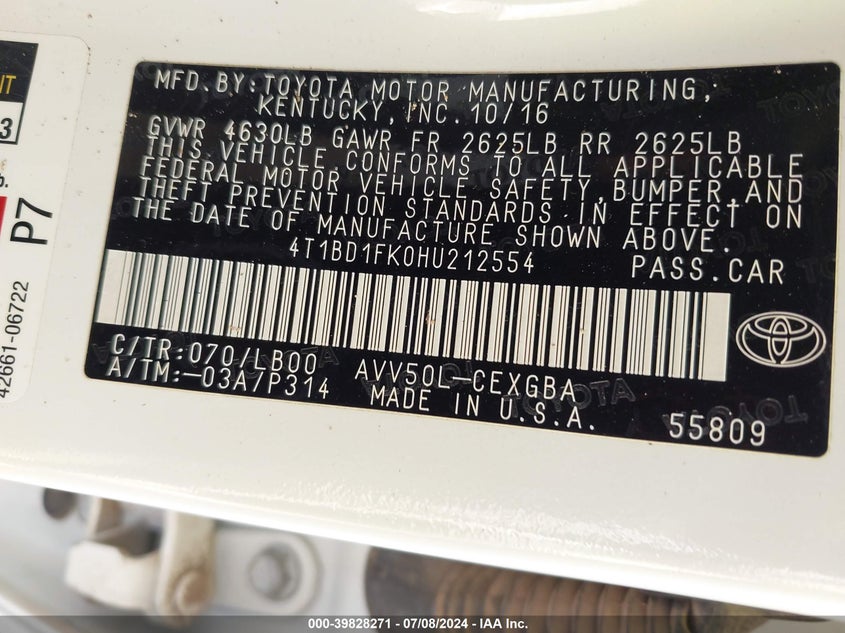 MFD.BY:TOYOTA MOTOR MANUFACTURING,
KENTUCKY,INC.10/16
GVWR 4630LB GAWR FR 2625LB RR 2625LB
THIS VEHICLE CONFORMS TO ALL APPLICABLE
FEDERAL MOTOR VEHICLE SAFETY,BUMPER,AND
THEFT PREVENTION STANDARDS IN EFFECT ON
THE DATE OF MANUFACTURE SHOWN ABOVE.
4T1BD1FK0HU212554 PASS.CAR
C/TR:070/LB00 AVV50L-CEXGBA
A/TM:-03A/P314 MADE IN U.S.A.
55809
P7
42661-06722
000-39828271 - 07/08/2024 - IAA Inc.